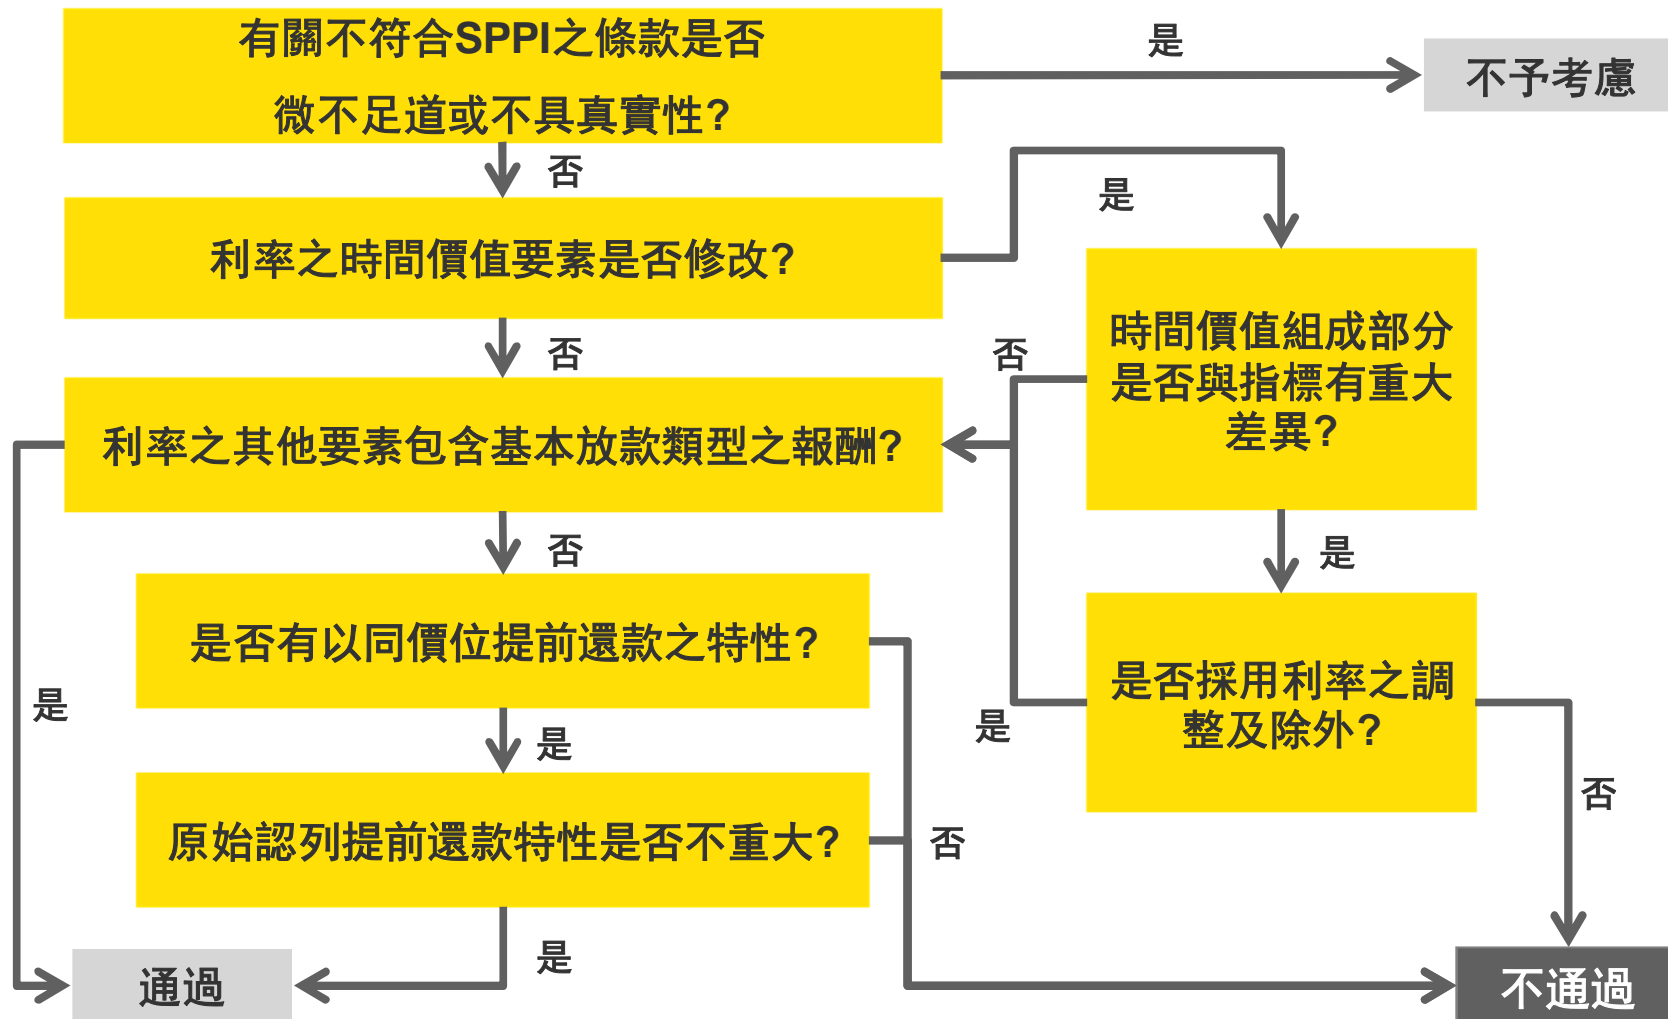 有關不符合SPPI之條款是否
微不足道或不具真實性?
是
不予考慮
否
利率之時間價值要素是否修改?
是
否
時間價值組成部分
是否與指標有重大
差異?
否
利率之其他要素包含基本放款類型之報酬?
否
是
是否有以同價位提前還款之特性?
是否採用利率之調
整及除外?
是
是
是
否
原始認列提前還款特性是否不重大?
否
是
通過
不通過